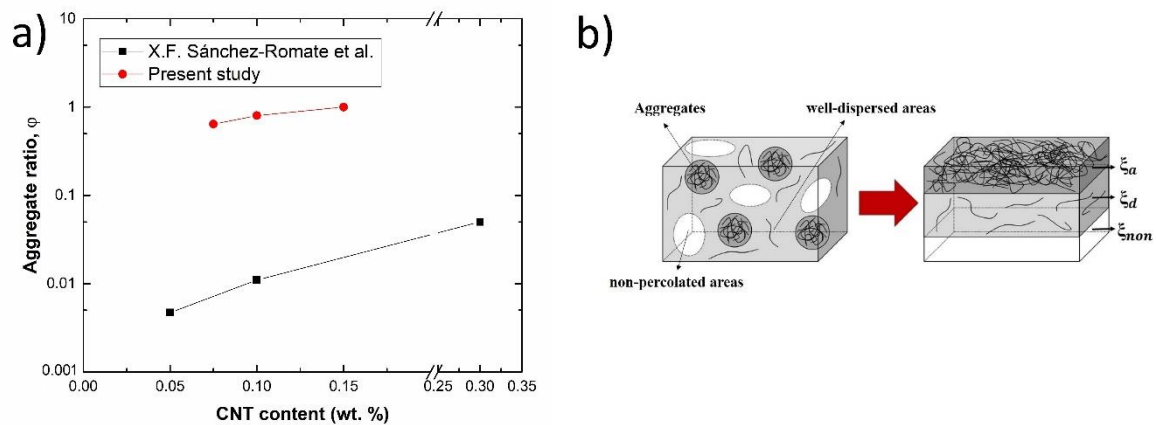 a)
10
1
0.1
0.01
0.001
Aggregate ratio, φ
X.F. Sánchez-Romate et al.
Present study
0.00
0.05
0.10
0.15
0.25
0.30
0.35
CNT content (wt. %)
b)
Aggregates
well-dispersed areas
non-percolated areas
ξa
ξd
ξnon